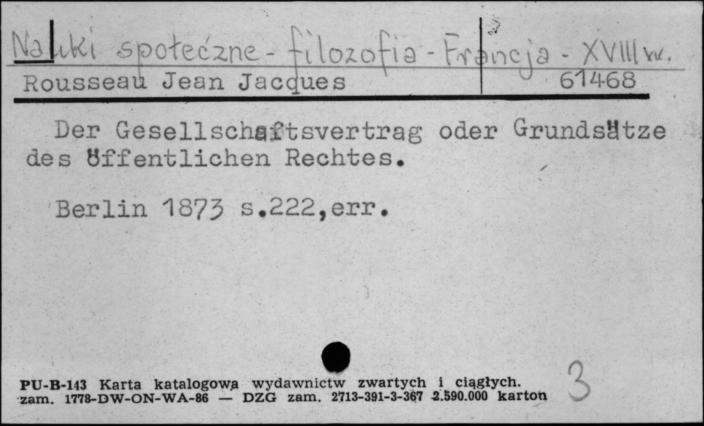 Nauki społeczne - filozofia - Francja - XVIII w.
Rousseau Jean Jacques 61468
Der Gesellschaftsvertrag oder Grundsätze
des öffentlichen Rechtes.
Berlin 1873 s.222,err.
PU-B-143 Karta katalogowa wydawnictw zwartych i ciągłych.
zam. 1778-DW-ON-WA-86 — DZG zam. 2713-391-3-367 2.590.000 karton
3